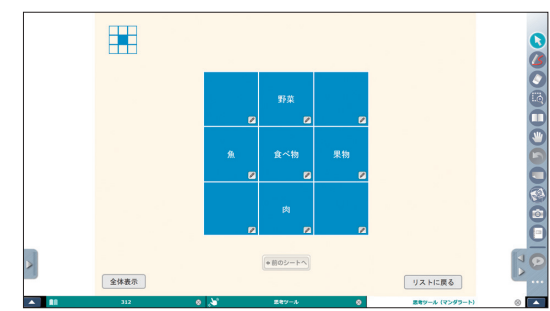 野菜
魚 食べ物 果物
肉
前のシートへ
全体表示 リストに戻る
312 思考ツール 思考ツール（マンダラート）